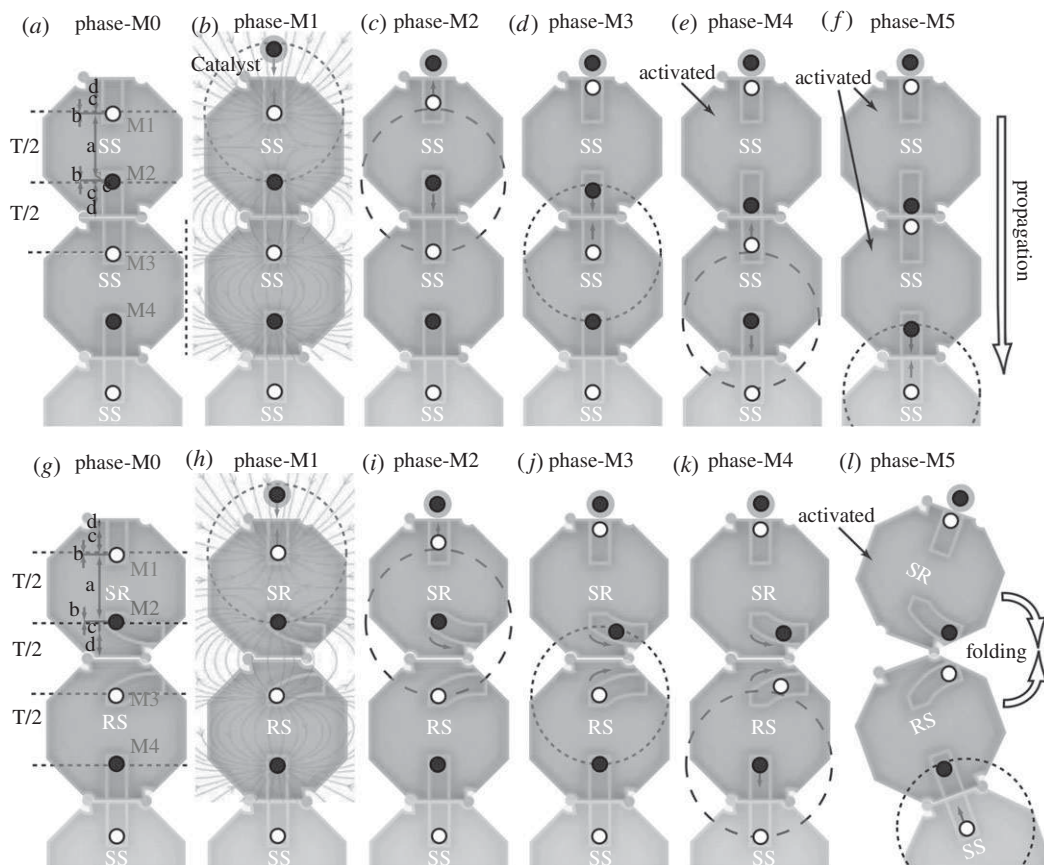 (a) phase-M0
(b) phase-M1
(c) phase-M2
(d) phase-M3
(e) phase-M4
(f) phase-M5
d
c
b
M1
T/2
a
SS
b
M2
c
c
d
T/2
M3
SS
M4
SS
Catalyst
SS
SS
SS
SS
SS
SS
SS
SS
activated
SS
SS
SS
activated
SS
SS
SS
propagation
(g) phase-M0
(h) phase-M1
(i) phase-M2
(j) phase-M3
(k) phase-M4
(l) phase-M5
d
c
b
M1
T/2
a
SR
b
M2
c
d
T/2
T/2
M3
RS
M4
SS
SR
RS
SR
RS
SS
SR
RS
SS
SR
RS
SS
activated
SR
folding
RS
SS